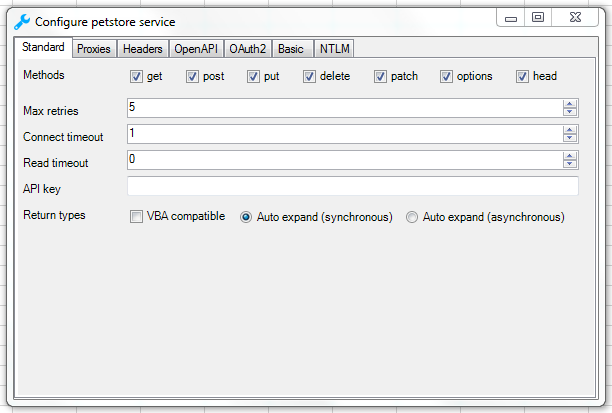 Configure petstore service
Standard Proxies Headers OpenAPI OAuth2 Basic NTLM
Methods get post put delete patch options head
Max retries 5
Connect timeout 1
Read timeout 0
API key
Return types VBA compatible Auto expand (synchronous) Auto expand (asynchronous)